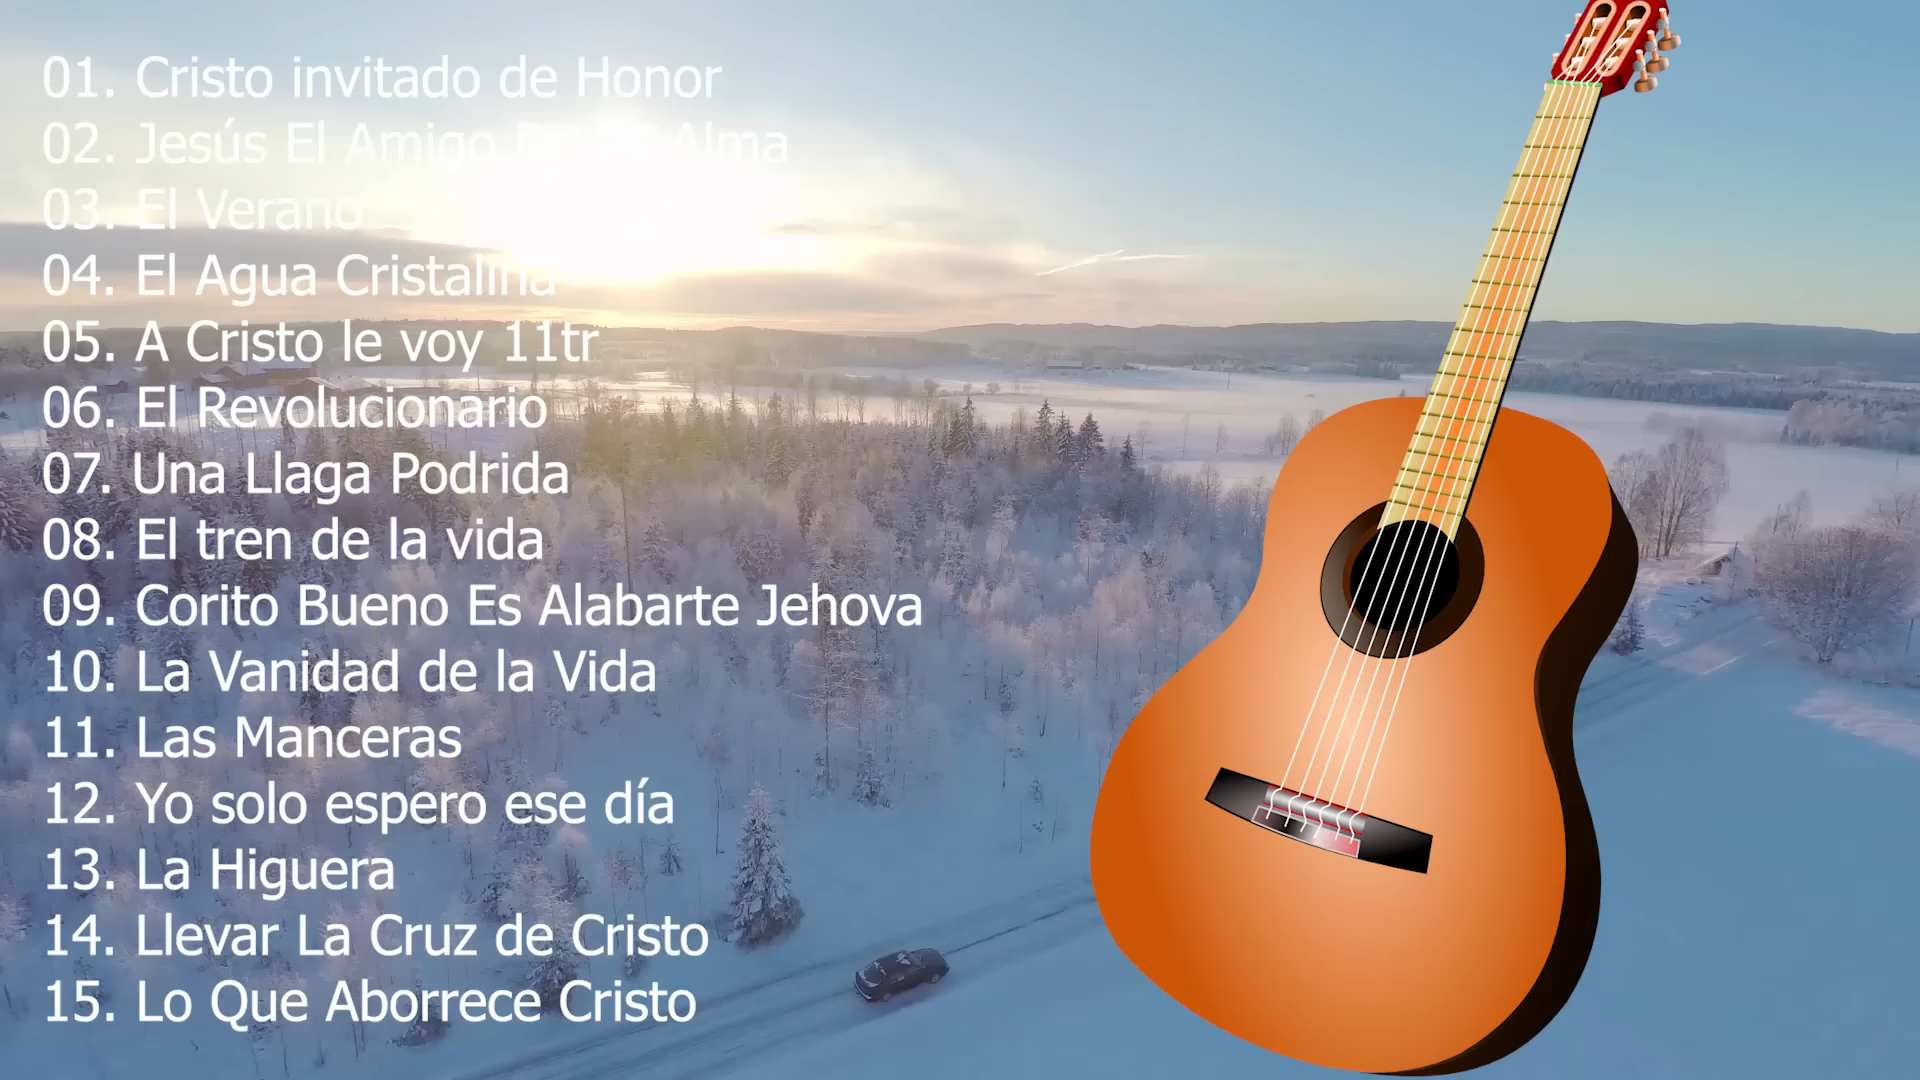 01. Cristo invitado de Honor
02. Jesús El Amigo Alma
03. El Verano
04. El Agua Cristalina
05. A Cristo le voy 11tr
06. El Revolucionario
07. Una Llaga Podrida
08. El tren de la vida
09. Corito Bueno Es Alabarte Jehova
10. La Vanidad de la Vida
11. Las Manceras
12. Yo solo espero ese día
13. La Higuera
14. Llevar La Cruz de Cristo
15. Lo Que Aborrece Cristo